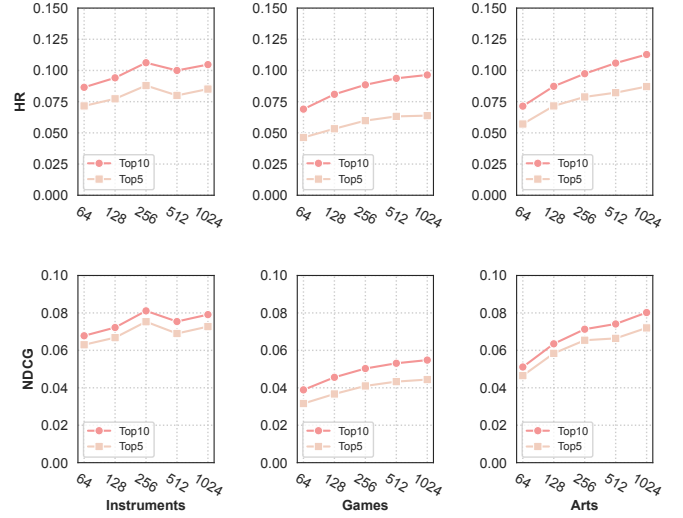 0.150 0.150 0.150
0.125 0.125 0.125
0.100 0.100 0.100
HR
0.075 0.075 0.075
0.050 0.050 0.050
0.025 0.025 0.025
Top10 Top10 Top10
Top5 Top5 Top5
0.000 0.000 0.000
64 128 256 512 1024 64 128 256 512 1024 64 128 256 512 1024
0.10 0.10 0.10
0.08 0.08 0.08
0.06 0.06 0.06
NDCG
0.04 0.04 0.04
0.02 0.02 0.02
Top10 Top10 Top10
Top5 Top5 Top5
0.00 0.00 0.00
64 128 256 512 1024 64 128 256 512 1024 64 128 256 512 1024
Instruments Games Arts